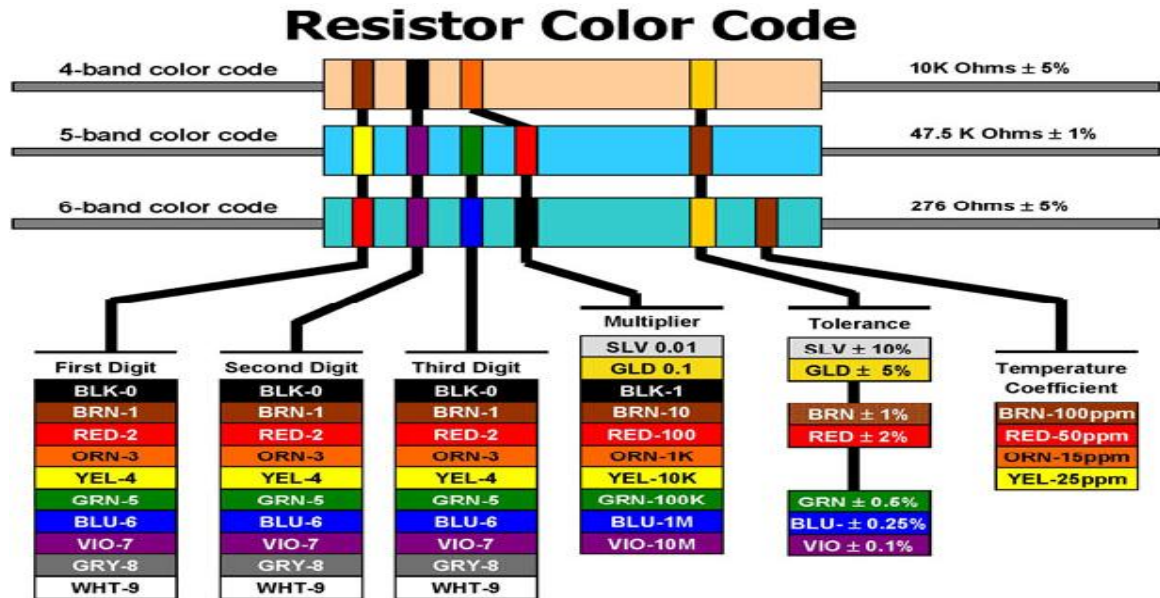 Resistor Color Code
4-band color code
10K Ohms ± 5%
5-band color code
47.5 K Ohms ± 1%
6-band color code
276 Ohms ± 5%
First Digit
BLK-0
BRN-1
RED-2
ORN-3
YEL-4
GRN-5
BLU-6
VIO-7
GRY-8
WHT-9
Second Digit
BLK-0
BRN-1
RED-2
ORN-3
YEL-4
GRN-5
BLU-6
VIO-7
GRY-8
WHT-9
Third Digit
BLK-0
BRN-1
RED-2
ORN-3
YEL-4
GRN-5
BLU-6
VIO-7
GRY-8
WHT-9
Multiplier
SLV 0.01
GLD 0.1
BLK-1
BRN-10
RED-100
ORN-1K
YEL-10K
GRN-100K
BLU-1M
VIO-10M
Tolerance
SLV ± 10%
GLD ± 5%
BRN ± 1%
RED ± 2%
GRN ± 0.5%
BLU- ± 0.25%
VIO ± 0.1%
Temperature
Coefficient
BRN-100ppm
RED-50ppm
ORN-15ppm
YEL-25ppm